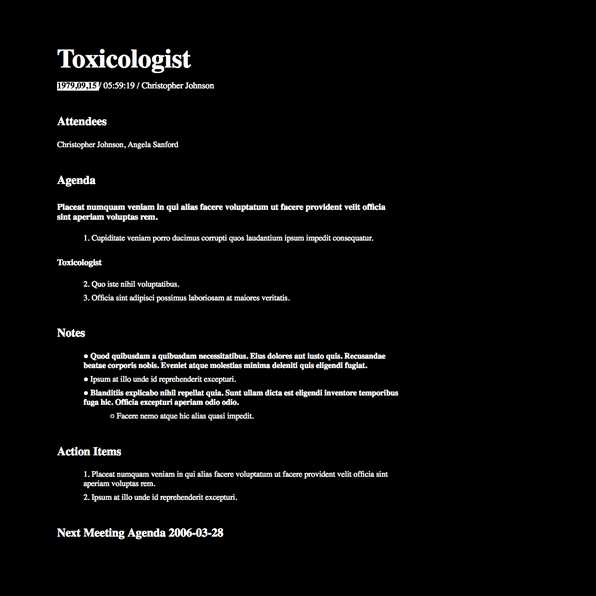 Toxicologist
1979.09.15 / 05:59:19 / Christopher Johnson
Attendees
Christopher Johnson, Angela Sanford
Agenda
Placeat numquam veniam in qui alias facere voluptatum ut facere provident velit officia
sint aperiam voluptas rem.
1. Cupiditate veniam porro ducimus corrupti quos laudantium ipsum impedit consequatur.
Toxicologist
2. Quo iste nihil voluptatibus.
3. Officia sint adipisci possimus laboriosam at maiores veritatis.
Notes
● Quod quibusdam a quibusdam necessitatibus. Eius dolores aut iusto quis. Recusandae
beatae corporis nobis. Eveniet atque molestias minima deleniti quis eligendi fugiat.
● Ipsum at illo unde id reprehenderit excepturi.
● Blanditiis explicabo nihil repellat quia. Sunt ullam dicta est eligendi inventore temporibus
fuga hic. Officia excepturi aperiam odio odio.
○ Facere nemo atque hic alias quasi impedit.
Action Items
1. Placeat numquam veniam in qui alias facere voluptatum ut facere provident velit officia sint
aperiam voluptas rem.
2. Ipsum at illo unde id reprehenderit excepturi.
Next Meeting Agenda 2006-03-28